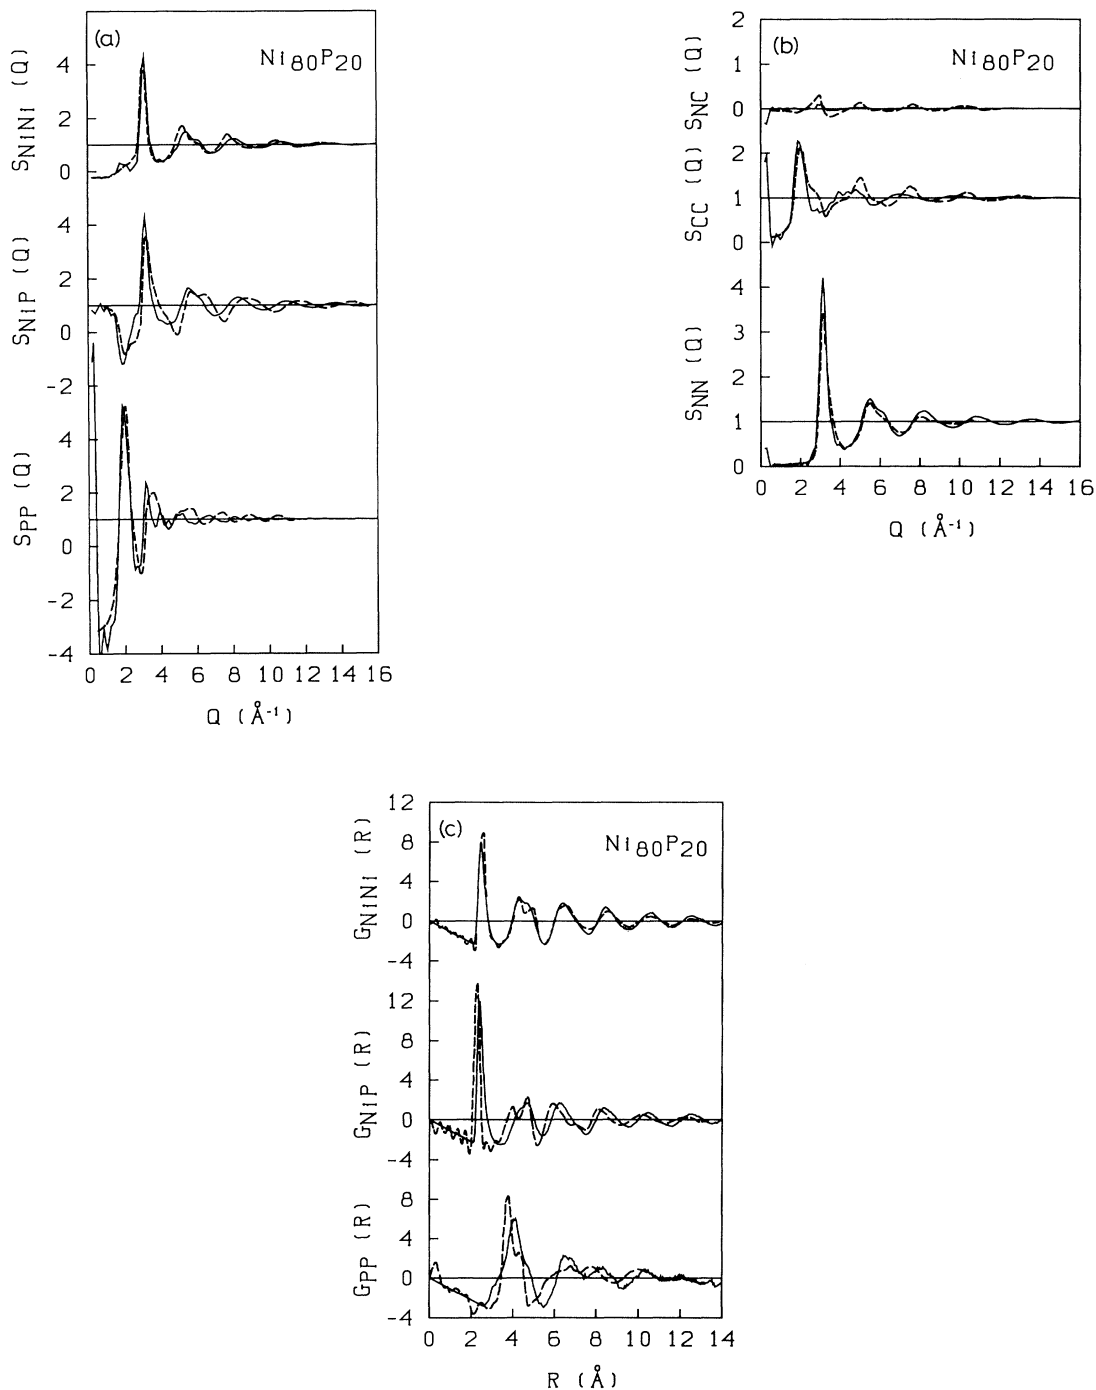 (a)
Ni80P20
SNiNi (Q)
4
2
0
SNiP (Q)
4
2
0
-2
SPP (Q)
4
2
0
-2
-4
0 2 4 6 8 10 12 14 16
Q (Å-1)
(b)
Ni80P20
SNC (Q)
2
1
0
SCC (Q)
2
1
0
SNN (Q)
4
3
2
1
0
0 2 4 6 8 10 12 14 16
Q (Å-1)
(c)
Ni80P20
GNiNi (R)
12
8
4
0
-4
GNiP (R)
12
8
4
0
-4
GPP (R)
8
4
0
-4
0 2 4 6 8 10 12 14
R (Å)